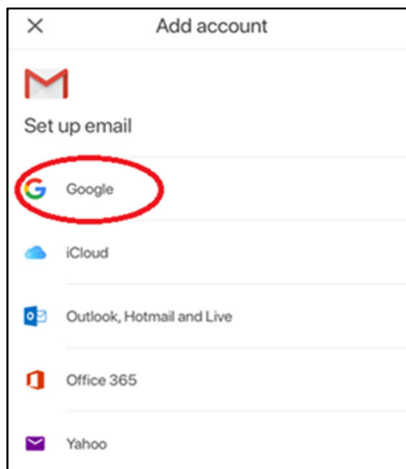 Add account
Set up email
Google
iCloud
Outlook, Hotmail and Live
Office 365
Yahoo